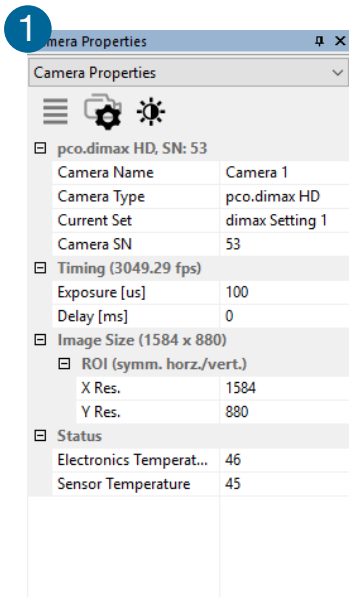 1
mera Properties
Camera Properties
pco.dimax HD, SN: 53
Camera Name Camera 1
Camera Type pco.dimax HD
Current Set dimax Setting 1
Camera SN 53
Timing (3049.29 fps)
Exposure [us] 100
Delay [ms] 0
Image Size (1584 x 880)
ROI (symm. horz./vert.)
X Res. 1584
Y Res. 880
Status
Electronics Temperat... 46
Sensor Temperature 45